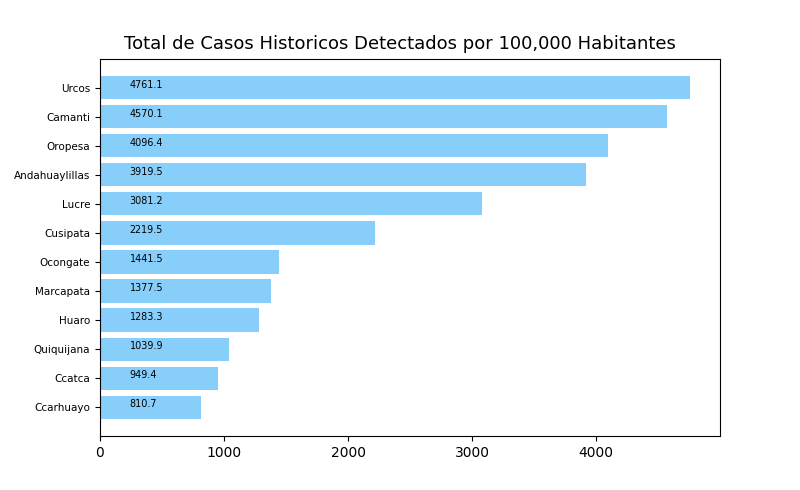 Total de Casos Historicos Detectados por 100,000 Habitantes
Urcos 4761.1
Camanti 4570.1
Oropesa 4096.4
Andahuaylillas 3919.5
Lucre 3081.2
Cusipata 2219.5
Ocongate 1441.5
Marcapata 1377.5
Huaro 1283.3
Quiquijana 1039.9
Ccatca 949.4
Ccarhuayo 810.7
0 1000 2000 3000 4000